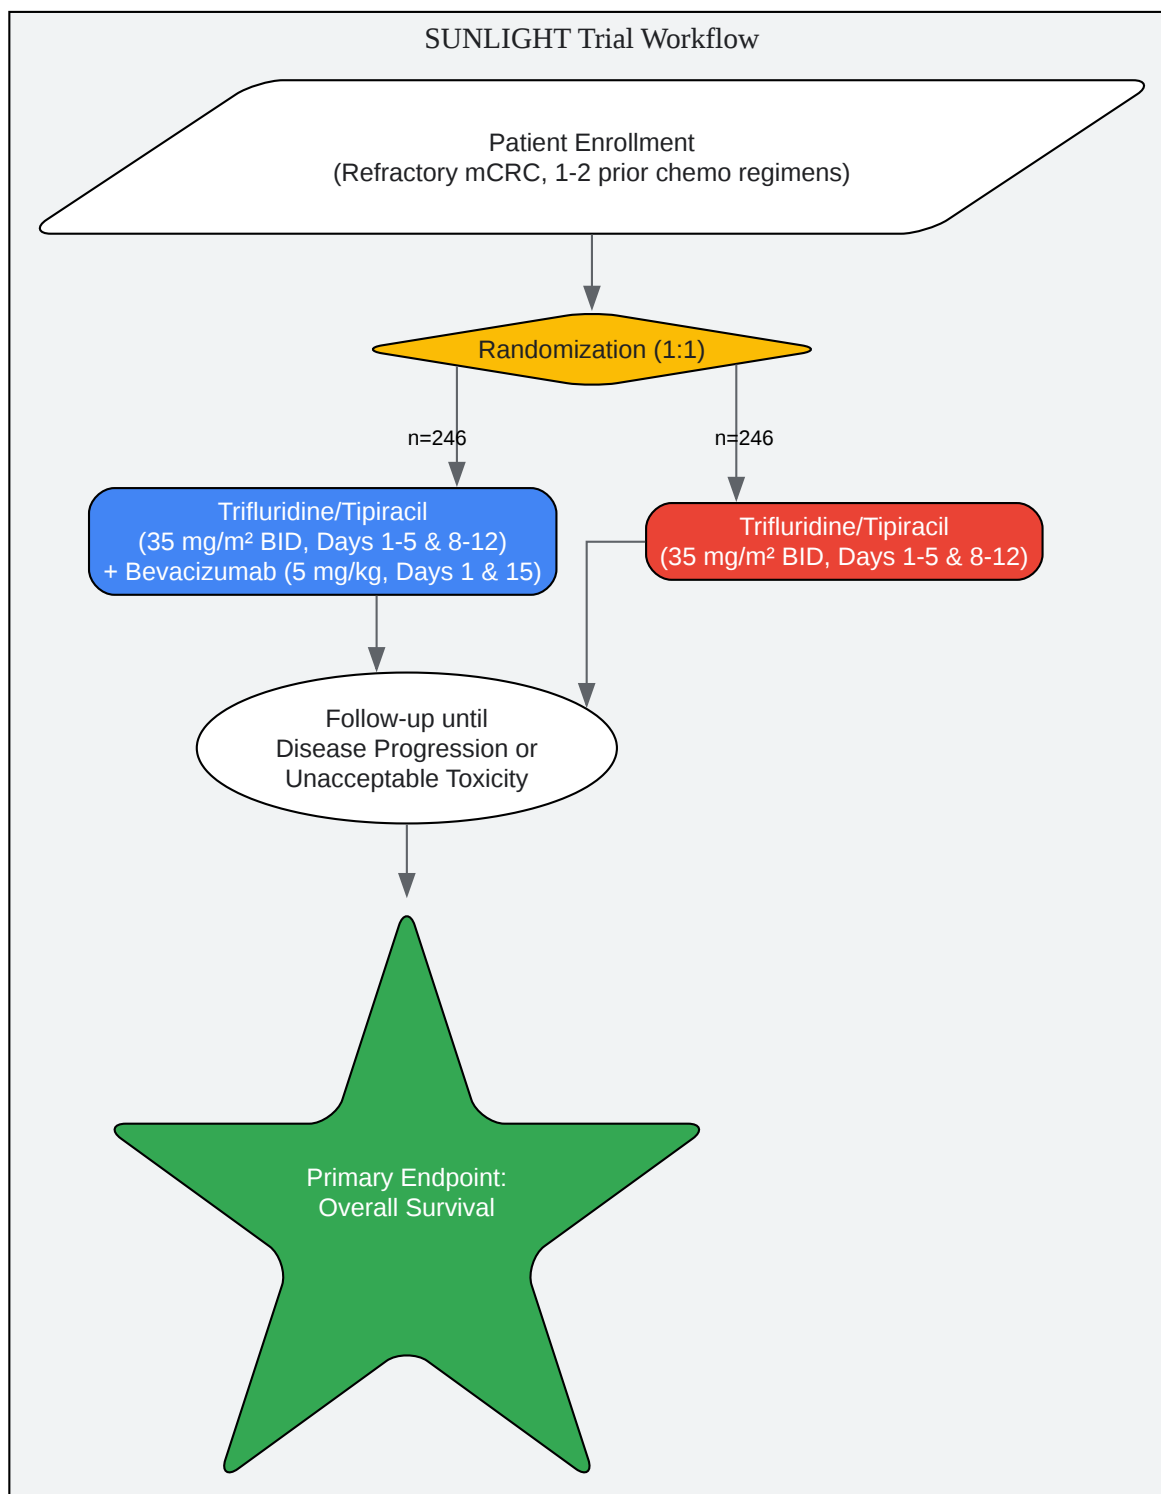 SUNLIGHT Trial Workflow
Patient Enrollment
(Refractory mCRC, 1-2 prior chemo regimens)
Randomization (1:1)
n=246
n=246
Trifluridine/Tipiracil
(35 mg/m² BID, Days 1-5 & 8-12)
+ Bevacizumab (5 mg/kg, Days 1 & 15)
Trifluridine/Tipiracil
(35 mg/m² BID, Days 1-5 & 8-12)
Follow-up until
Disease Progression or
Unacceptable Toxicity
Primary Endpoint:
Overall Survival